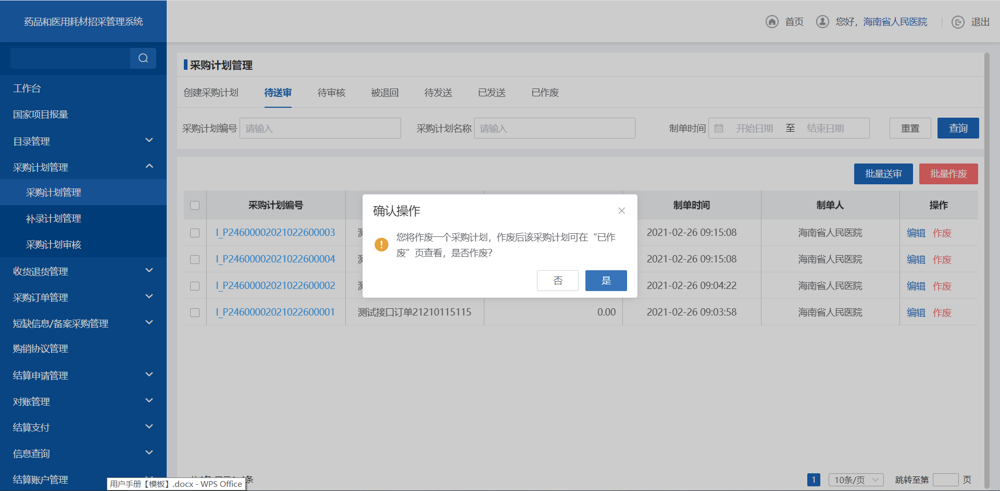 药品和医用耗材招采管理系统
首页
您好，海南省人民医院
退出
工作台
国家项目报量
目录管理
采购计划管理
采购计划管理
补录计划管理
采购计划审核
收货退货管理
采购订单管理
短缺信息/备案采购管理
购销协议管理
结算申请管理
对账管理
结算支付
信息查询
结算账户管理
采购计划管理
创建采购计划 待送审 待审核 被退回 待发送 已发送 已作废
采购计划编号 请输入 采购计划名称 请输入 制单时间 开始日期 至 结束日期 重置 查询
批量送审 批量作废
采购计划编号 制单时间 制单人 操作
I_P24600002021022600003 测 2021-02-26 09:15:08 海南省人民医院 编辑 作废
I_P24600002021022600004 测 2021-02-26 09:15:08 海南省人民医院 编辑 作废
I_P24600002021022600002 测 2021-02-26 09:04:22 海南省人民医院 编辑 作废
I_P24600002021022600001 测试接口订单21210115115 0.00 2021-02-26 09:03:58 海南省人民医院 编辑 作废
确认操作
您将作废一个采购计划，作废后该采购计划可在“已作
废”页查看，是否作废？
否 是
条
1 10条/页 跳转至第 页
用户手册【模板】.docx - WPS Office